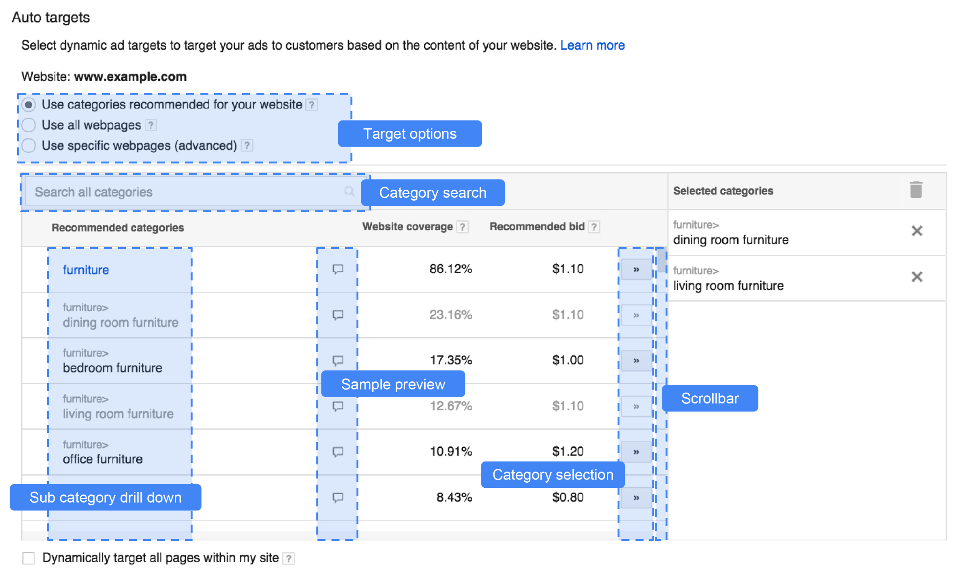 Auto targets
Select dynamic ad targets to target your ads to customers based on the content of your website. Learn more
Website: www.example.com
Use categories recommended for your website ?
Use all webpages ?
Use specific webpages (advanced) ?
Target options
Search all categories
Category search
Selected categories
Recommended categories Website coverage ? Recommended bid ?
furniture>
dining room furniture
furniture>
living room furniture
furniture 86.12% $1.10 »
furniture>
dining room furniture 23.16% $1.10 »
furniture>
bedroom furniture 17.35% $1.00 »
Sample preview
Scrollbar
furniture>
living room furniture 12.67% $1.10 »
furniture>
office furniture 10.91% $1.20 »
Category selection
Sub category drill down
8.43% $0.80 »
Dynamically target all pages within my site ?